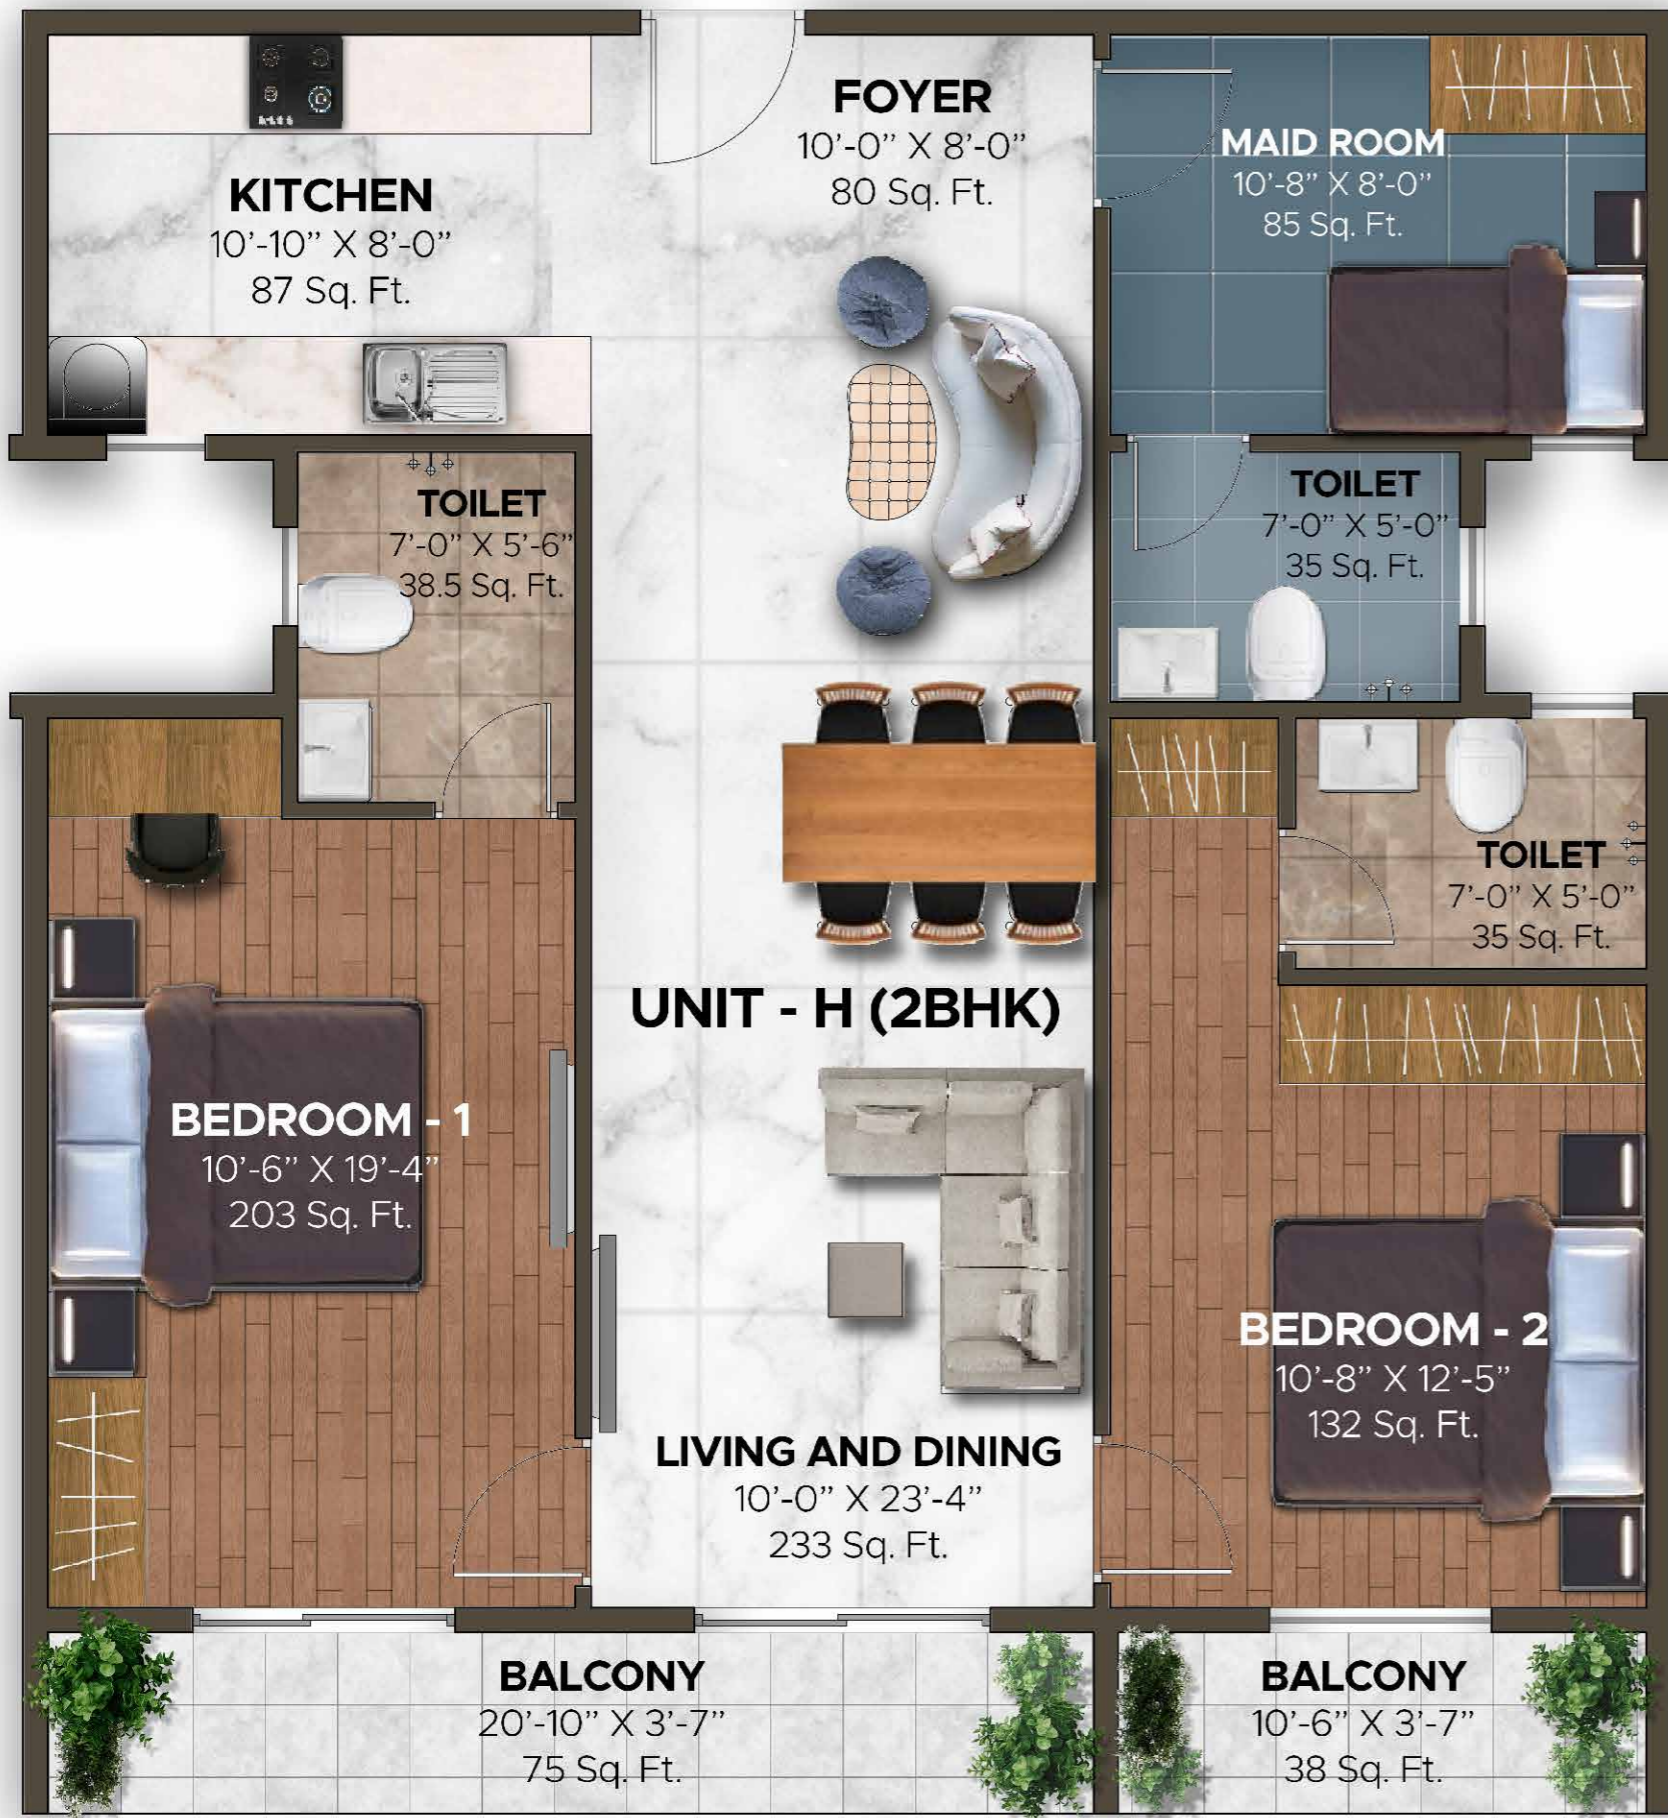 FOYER
10'-0” X 8'-0”
80 Sq. Ft.
MAID ROOM
10'-8” X 8'-0”
85 Sq. Ft.
KITCHEN
10'-10” X 8'-0”
87 Sq. Ft.
TOILET
7'-0” X 5'-6”
38.5 Sq. Ft.
TOILET
7'-0” X 5'-0”
35 Sq. Ft.
TOILET
7'-0” X 5'-0”
35 Sq. Ft.
UNIT - H (2BHK)
BEDROOM - 1
10'-6” X 19'-4”
203 Sq. Ft.
BEDROOM - 2
10'-8” X 12'-5”
132 Sq. Ft.
LIVING AND DINING
10'-0” X 23'-4”
233 Sq. Ft.
BALCONY
20'-10” X 3'-7”
75 Sq. Ft.
BALCONY
10'-6” X 3'-7”
38 Sq. Ft.